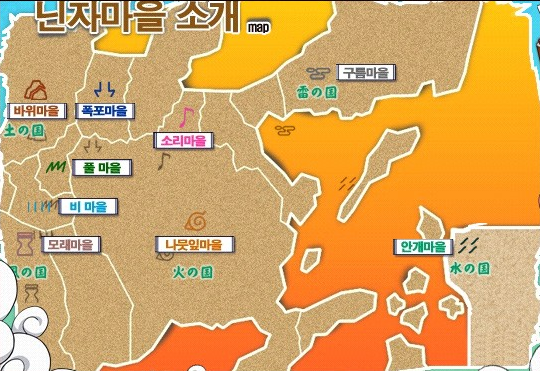 닌자마을 소개 map
구름마을
雷の国
바위마을
폭포마을
土の国
소리마을
풀 마을
비 마을
모래마을
나뭇잎마을
안개마을
火の国
水の国
の国